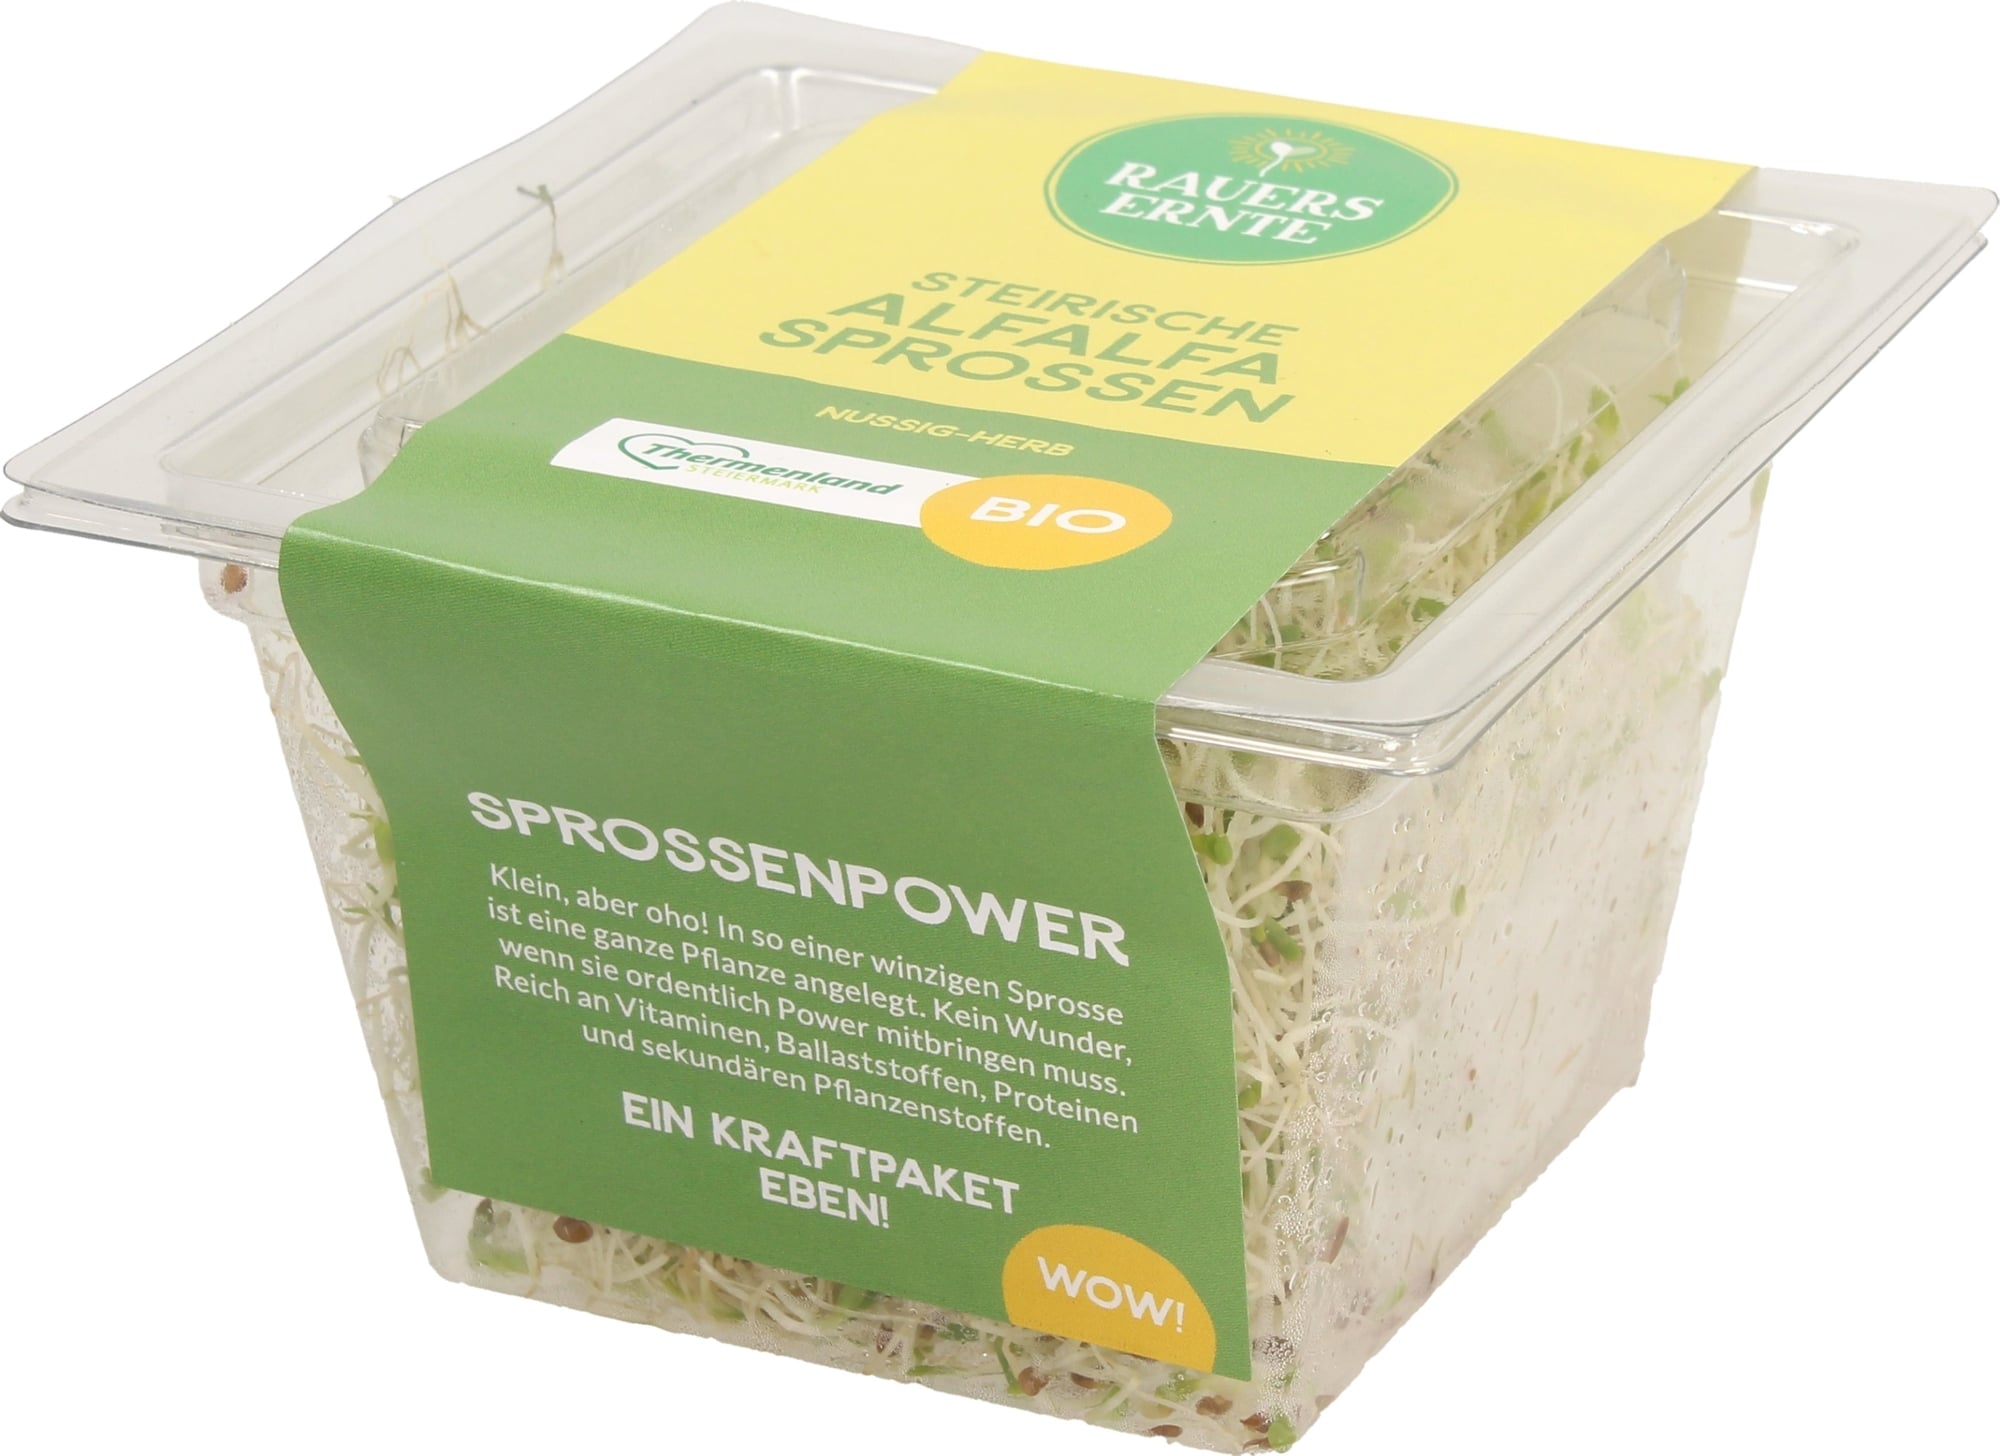 RAUERS
ERNTE
STEIRISCHE
ALFALFA
SPROSSEN
NUSSIG-HERB
Thermenland
STEIERMARK
BIO
SPROSSENPOWER
Klein, aber oho! In so einer winzigen Sprosse
ist eine ganze Pflanze angelegt. Kein Wunder,
wenn sie ordentlich Power mitbringen muss.
Reich an Vitaminen, Ballaststoffen, Proteinen
und sekundären Pflanzenstoffen.
EIN KRAFTPAKET
EBEN!
WOW!